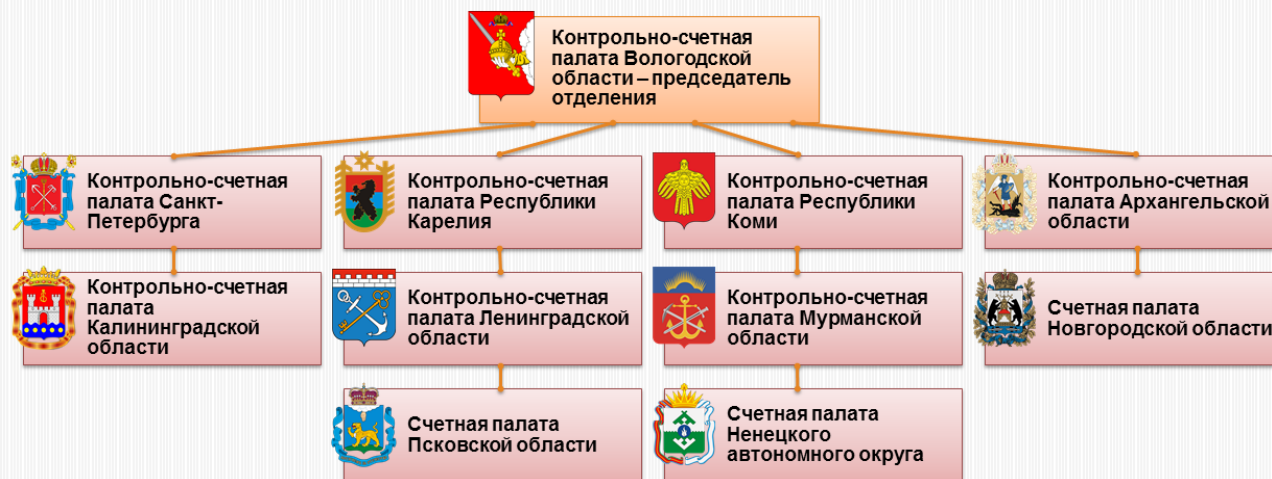 Контрольно-счетная
палата Вологодской
области – председатель
отделения
Контрольно-счетная
палата Санкт-
Петербурга
Контрольно-счетная
палата Республики
Карелия
Контрольно-счетная
палата Республики
Коми
Контрольно-счетная
палата Архангельской
области
Контрольно-счетная
палата
Калининградской
области
Контрольно-счетная
палата Ленинградской
области
Контрольно-счетная
палата Мурманской
области
Счетная палата
Новгородской области
Счетная палата
Псковской области
Счетная палата
Ненецкого
автономного округа